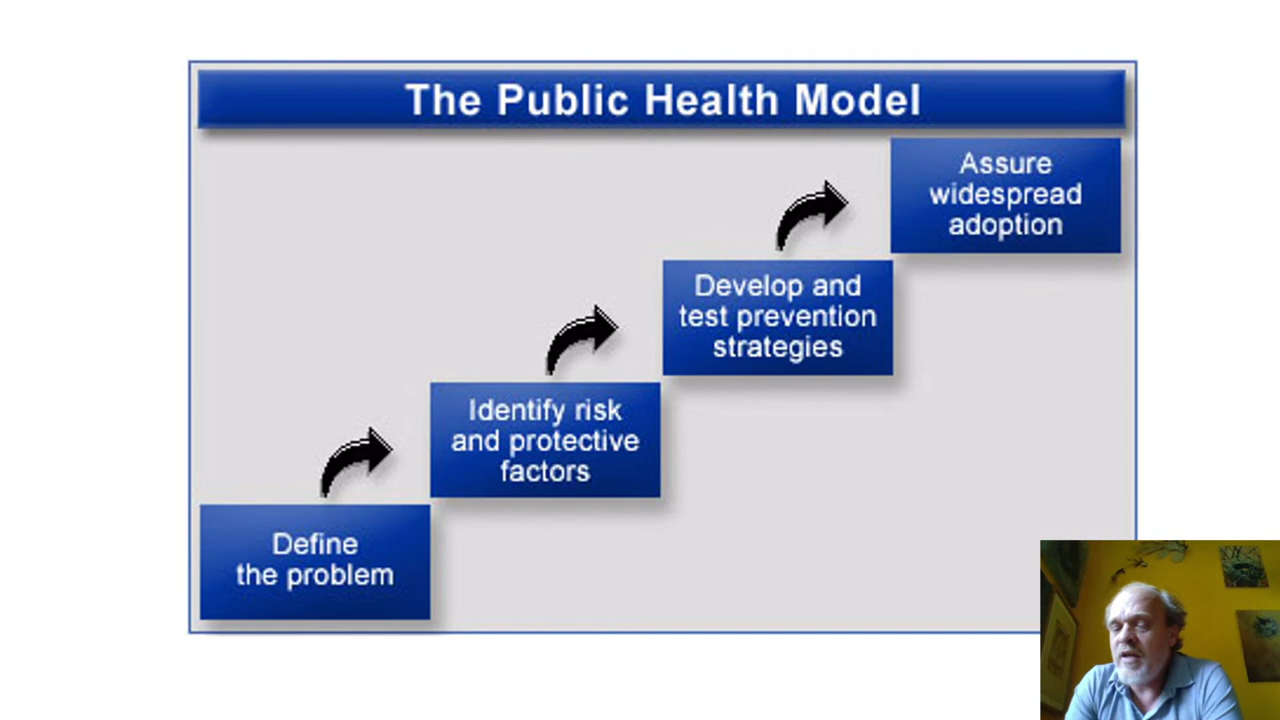 The Public Health Model
Assure
widespread
adoption
Develop and
test prevention
strategies
Identify risk
and protective
factors
Define
the problem